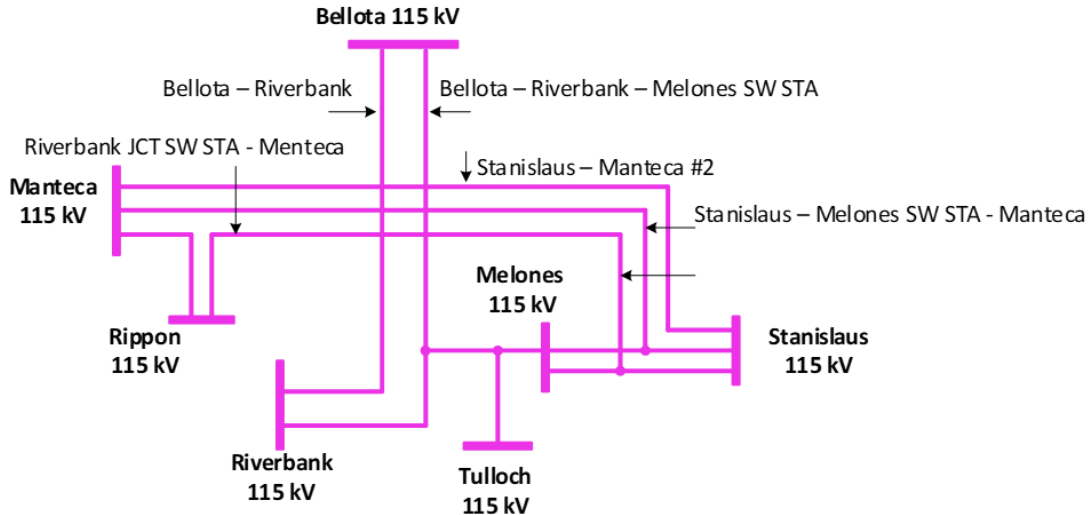 Bellota 115 kV
Bellota – Riverbank
Bellota – Riverbank – Melones SW STA
Riverbank JCT SW STA - Menteca
Stanislaus – Manteca #2
Manteca
115 kV
Stanislaus – Melones SW STA - Manteca
Melones
115 kV
Rippon
115 kV
Stanislaus
115 kV
Riverbank
115 kV
Tulloch
115 kV